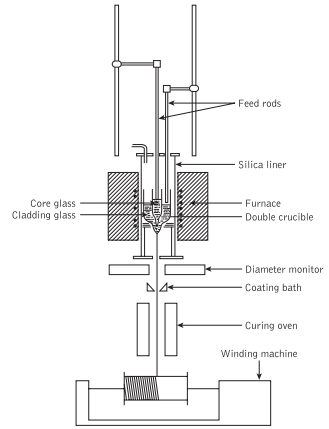 Feed rods
Silica liner
Core glass
Furnace
Cladding glass
Double crucible
Diameter monitor
Coating bath
Curing oven
Winding machine